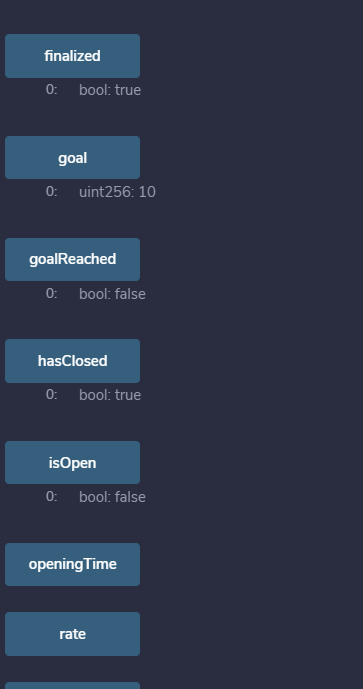 finalized
0: bool: true
goal
0: uint256: 10
goalReached
0: bool: false
hasClosed
0: bool: true
isOpen
0: bool: false
openingTime
rate